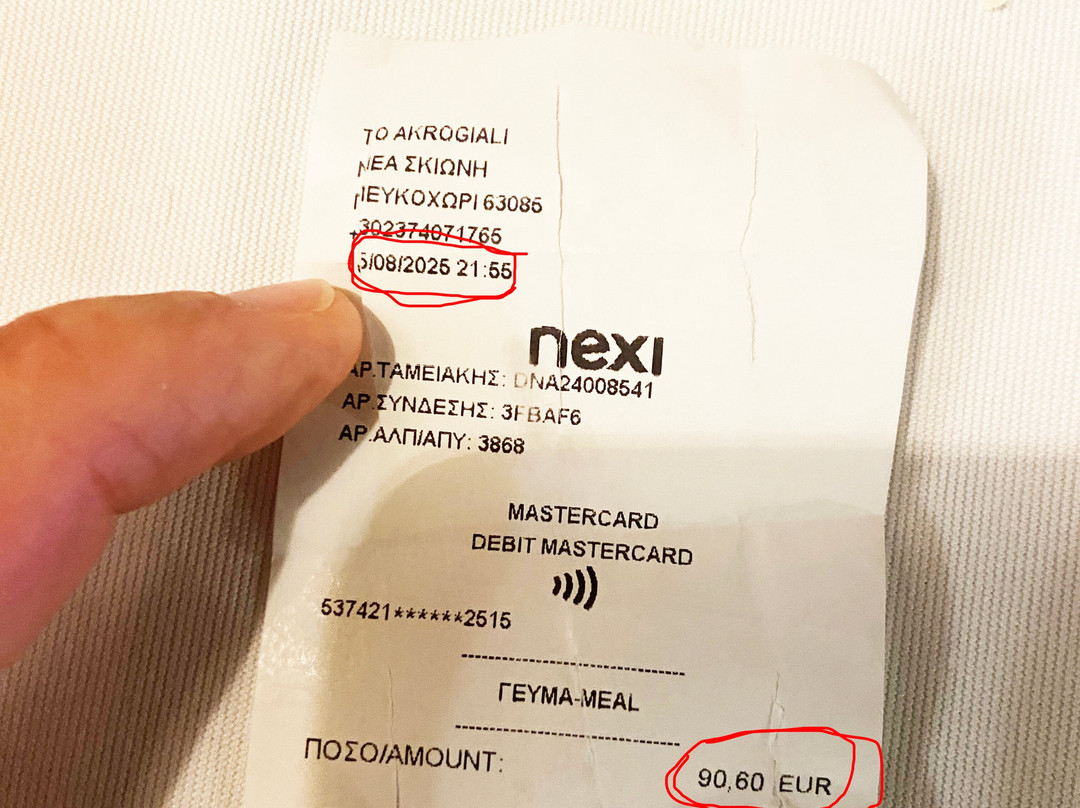 TO AKROGIALI
ΝΕΑ ΣΚΙΩΝΗ
ΠΕΥΚΟΧΩΡΙ 63085
+302374071765
5/08/2025 21:55
nexi
ΑΡ.ΤΑΜΕΙΑΚΗΣ: DNA24008541
ΑΡ.ΣΥΝΔΕΣΗΣ: 3FBAF6
ΑΡ.ΑΛΠ/ΑΠΥ: 3868
MASTERCARD
DEBIT MASTERCARD
537421******2515
ΓΕΥΜΑ-MEAL
ΠΟΣΟ/AMOUNT:
90,60 EUR